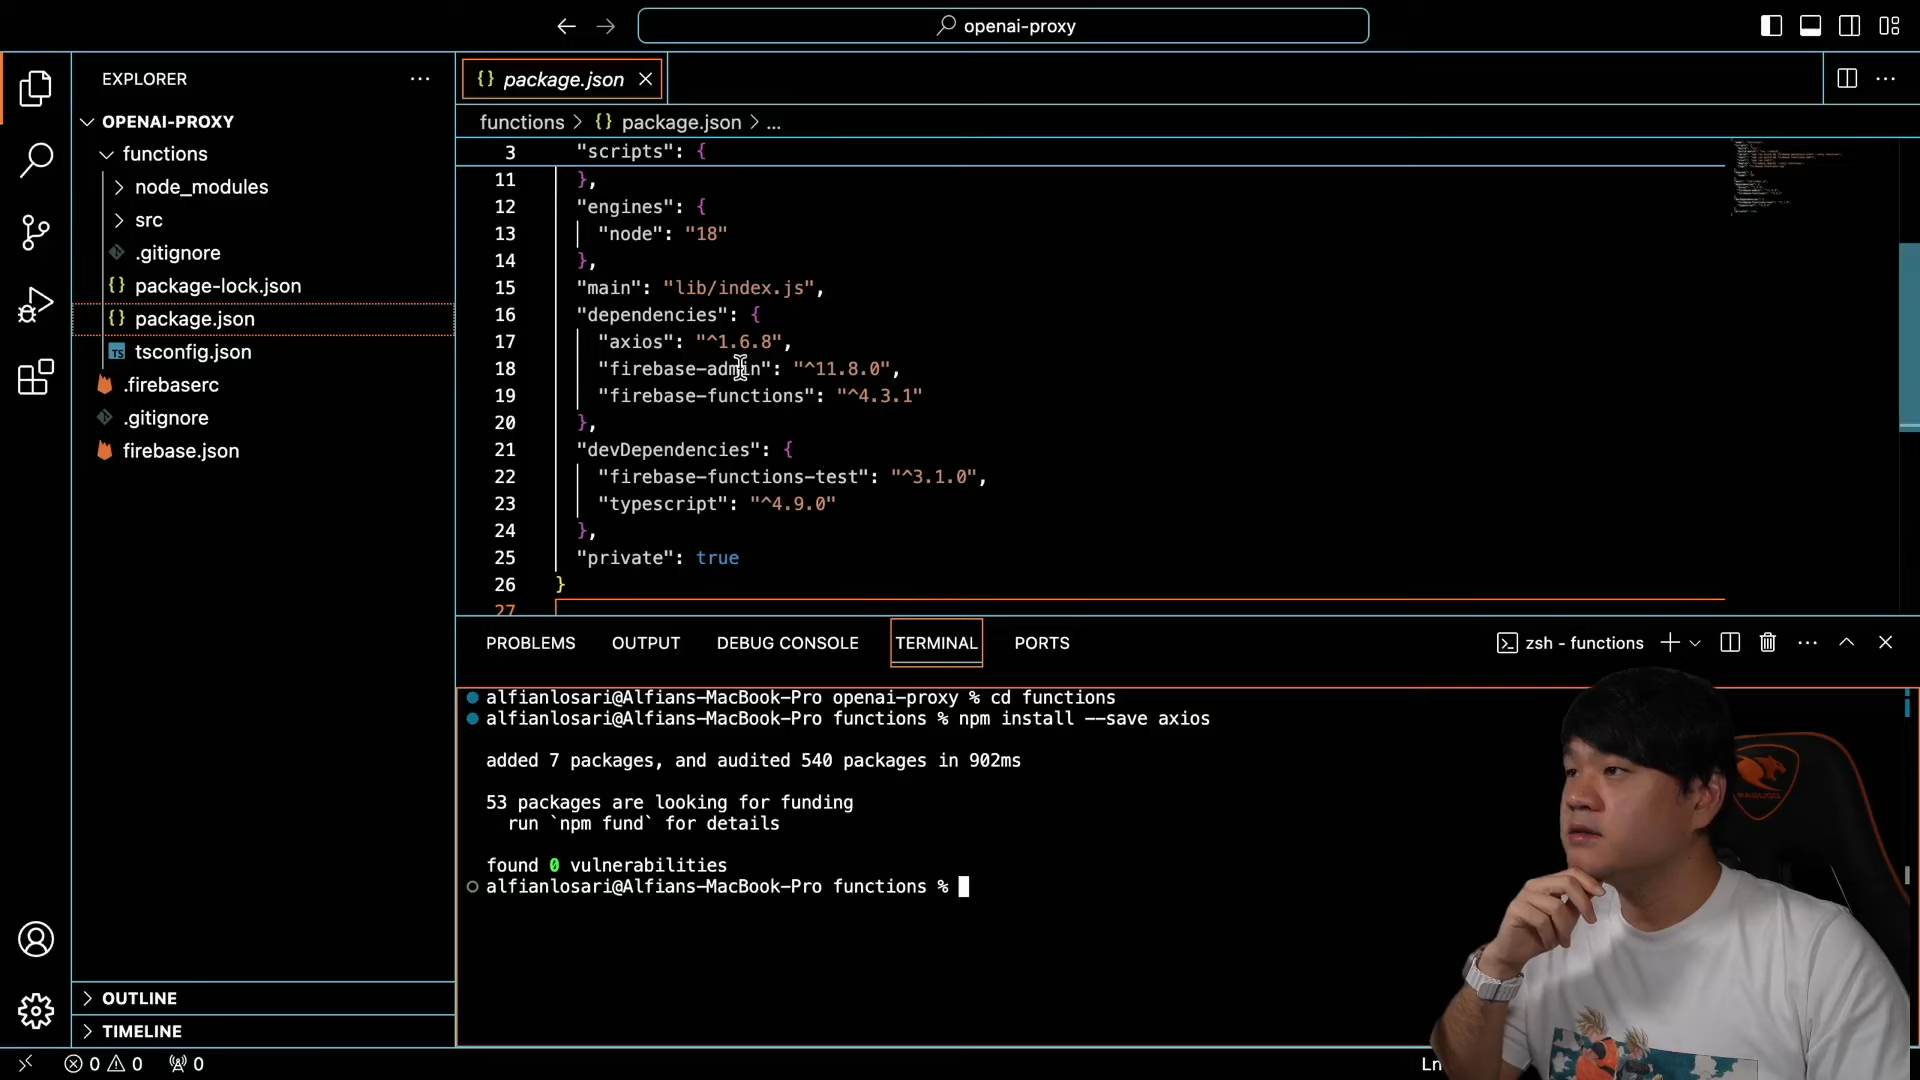 openai-proxy
EXPLORER
OPENAI-PROXY
functions
node_modules
src
.gitignore
package-lock.json
package.json
tsconfig.json
.firebaserc
.gitignore
firebase.json
OUTLINE
TIMELINE
{} package.json
functions > {} package.json > ...
3 "scripts": {
11 },
12 "engines": {
13 "node": "18"
14 },
15 "main": "lib/index.js",
16 "dependencies": {
17 "axios": "^1.6.8",
18 "firebase-admin": "^11.8.0",
19 "firebase-functions": "^4.3.1"
20 },
21 "devDependencies": {
22 "firebase-functions-test": "^3.1.0",
23 "typescript": "^4.9.0"
24 },
25 "private": true
26 }
27
PROBLEMS OUTPUT DEBUG CONSOLE TERMINAL PORTS
zsh - functions
alfianlosari@Alfians-MacBook-Pro openai-proxy % cd functions
alfianlosari@Alfians-MacBook-Pro functions % npm install --save axios
added 7 packages, and audited 540 packages in 902ms
53 packages are looking for funding
run `npm fund` for details
found 0 vulnerabilities
alfianlosari@Alfians-MacBook-Pro functions %
0 0 0
Ln